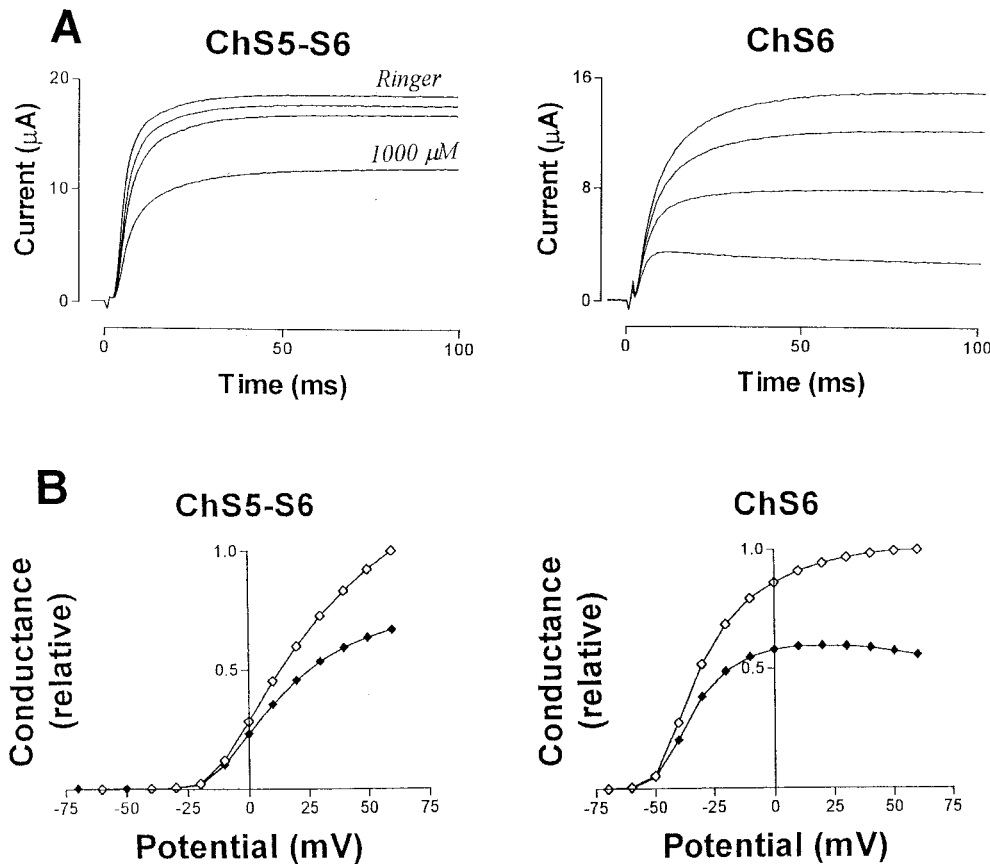 A
ChS5-S6
ChS6
Current (µA)
20
10
0
Ringer
1000 µM
0
50
100
Time (ms)
Current (µA)
16
8
0
0
50
100
Time (ms)
B
ChS5-S6
ChS6
Conductance
(relative)
1.0
0.5
-75
-50
-25
0
25
50
75
Potential (mV)
Conductance
(relative)
1.0
0.5
-75
-50
-25
0
25
50
75
Potential (mV)